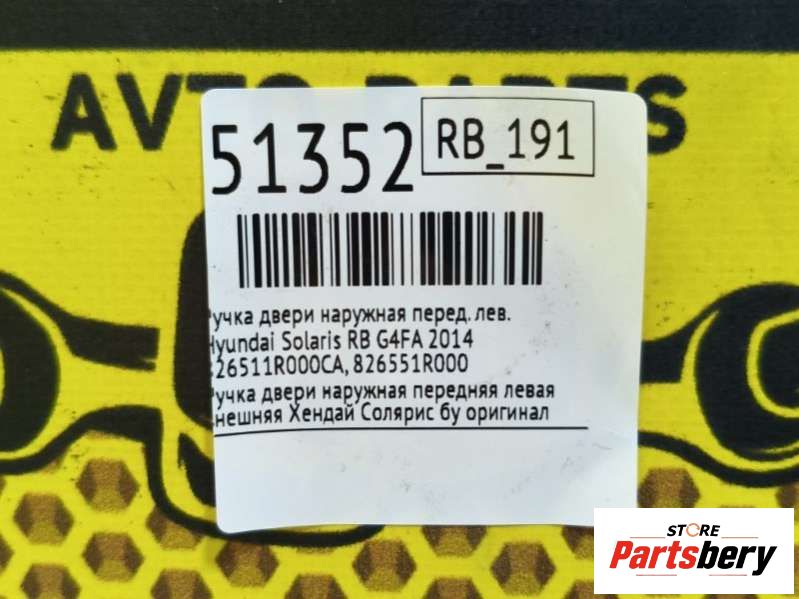 AVTO PARTS
51352
RB_191
учка двери наружная перед. лев.
Hyundai Solaris RB G4FA 2014
26511R000CA, 826551R000
учка двери наружная передняя левая
нешняя Хендай Солярис бу оригинал
STORE
Partsbery